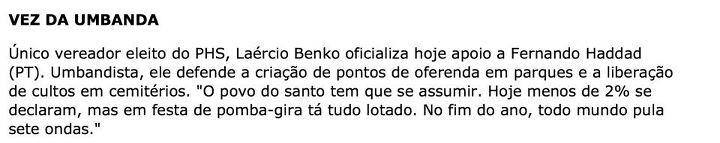 VEZ DA UMBANDA
Único vereador eleito do PHS, Laércio Benko oficializa hoje apoio a Fernando Haddad
(PT). Umbandista, ele defende a criação de pontos de oferenda em parques e a liberação
de cultos em cemitérios. "O povo do santo tem que se assumir. Hoje menos de 2% se
declaram, mas em festa de pomba-gira tá tudo lotado. No fim do ano, todo mundo pula
sete ondas."